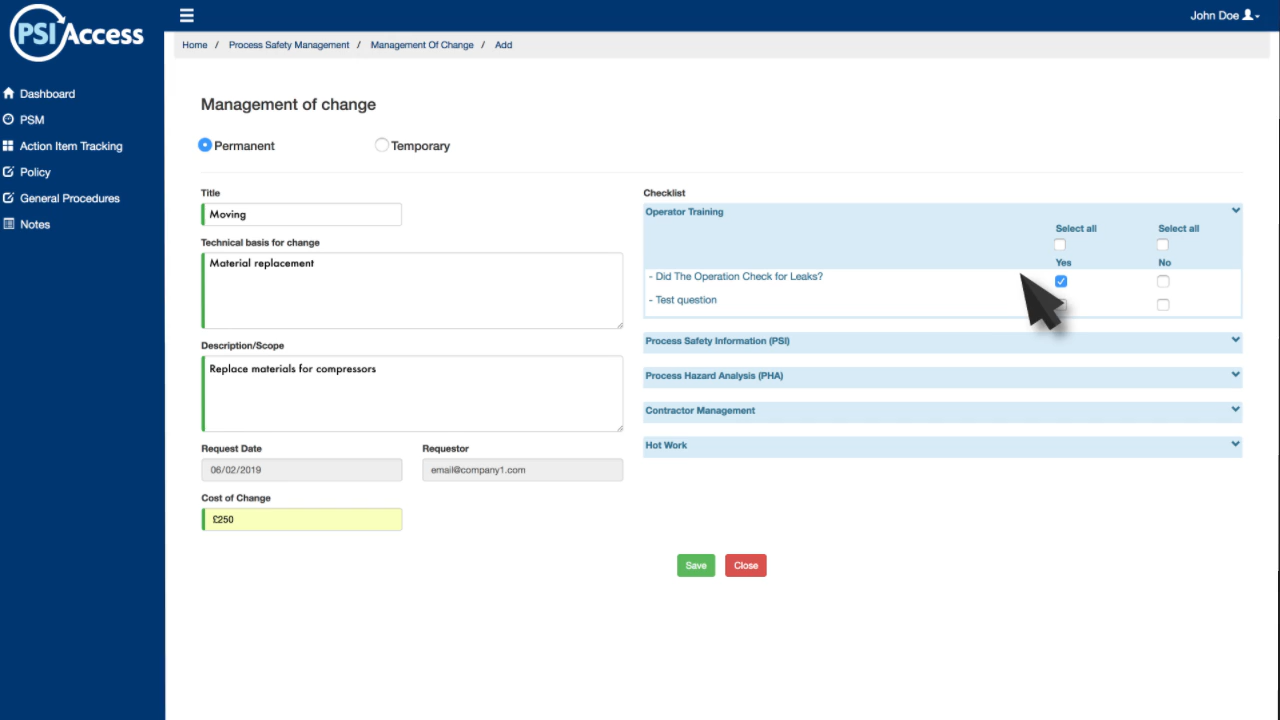 PSI Access
John Doe
Home / Process Safety Management / Management Of Change / Add
Dashboard
PSM
Action Item Tracking
Policy
General Procedures
Notes
Management of change
Permanent
Temporary
Title
Moving
Technical basis for change
Material replacement
Description/Scope
Replace materials for compressors
Request Date
Requestor
06/02/2019
email@company1.com
Cost of Change
£250
Checklist
Operator Training
Select all
Select all
Yes
No
- Did The Operation Check for Leaks?
- Test question
Process Safety Information (PSI)
Process Hazard Analysis (PHA)
Contractor Management
Hot Work
Save
Close